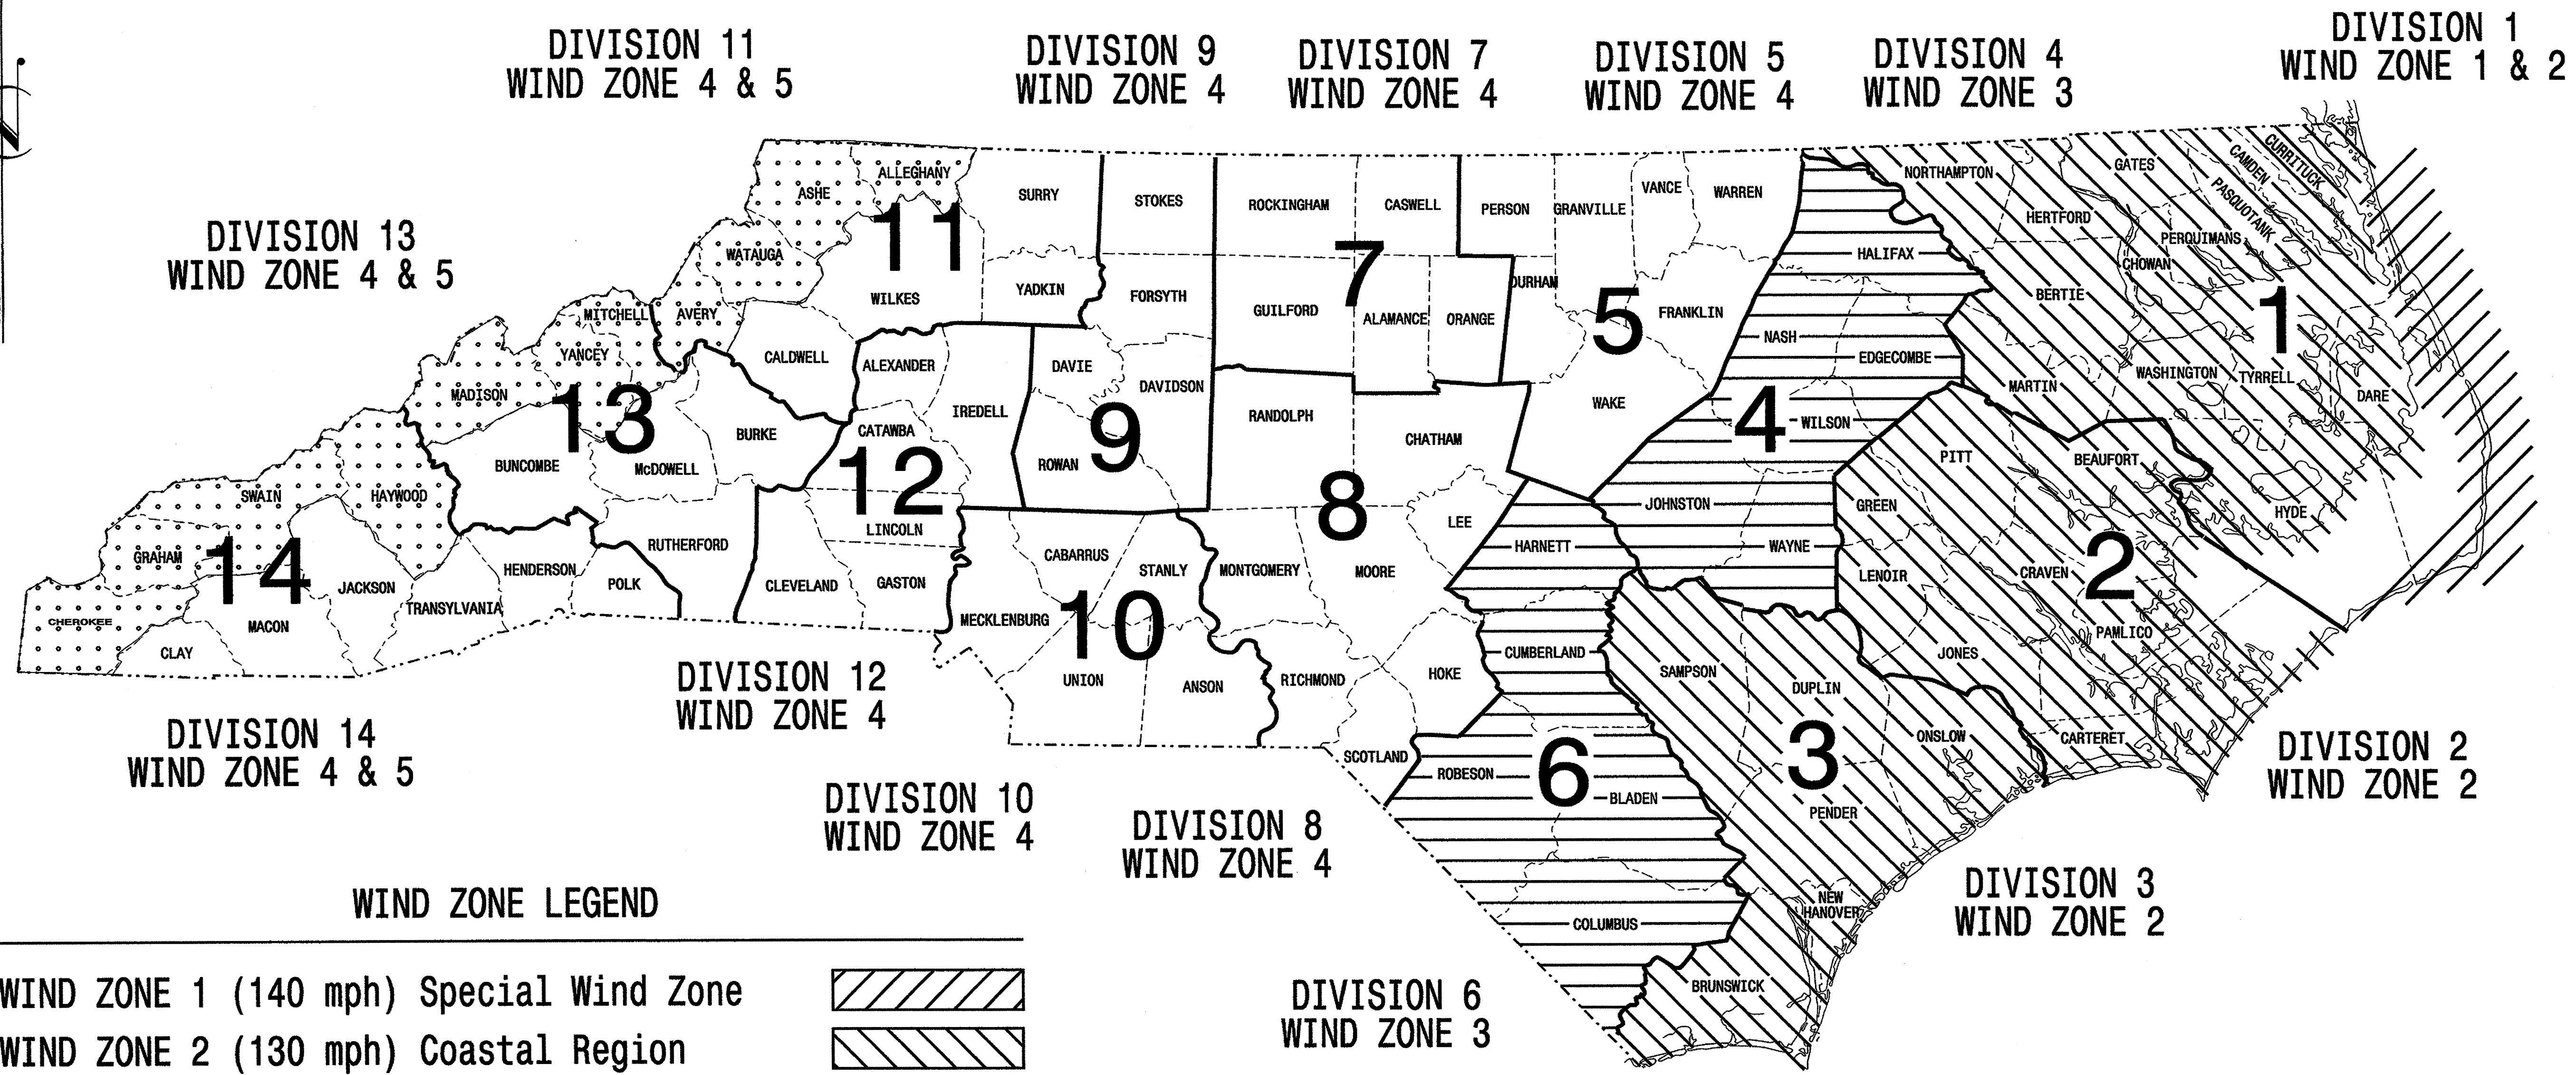 DIVISION 11
WIND ZONE 4 & 5
DIVISION 9
WIND ZONE 4
DIVISION 7
WIND ZONE 4
DIVISION 5
WIND ZONE 4
DIVISION 4
WIND ZONE 3
DIVISION 1
WIND ZONE 1 & 2
DIVISION 13
WIND ZONE 4 & 5
N
ASHE
ALLEGHANY
SURRY
STOKES
ROCKINGHAM
CASWELL
PERSON
GRANVILLE
VANCE
WARREN
NORTHAMPTON
GATES
CAMDEN
CURRITUCK
PASQUOTANK
HERTFORD
PERQUIMANS
CHOWAN
HALIFAX
11
7
WATAUGA
WILKES
YADKIN
FORSYTH
GUILFORD
ALAMANCE
ORANGE
DURHAM
5
FRANKLIN
NASH
EDGECOMBE
BERTIE
1
MITCHELL
AVERY
YANCEY
CALDWELL
ALEXANDER
DAVIE
DAVIDSON
MARTIN
WASHINGTON
TYRRELL
DARE
MADISON
13
BURKE
CATAWBA
IREDELL
9
RANDOLPH
CHATHAM
WAKE
4
WILSON
PITT
BEAUFORT
BUNCOMBE
McDOWELL
12
ROWAN
SWAIN
HAYWOOD
LINCOLN
8
LEE
JOHNSTON
GREEN
HYDE
GRAHAM
14
JACKSON
HENDERSON
RUTHERFORD
POLK
CLEVELAND
GASTON
CABARRUS
STANLY
MONTGOMERY
MOORE
HARNETT
WAYNE
LENOIR
CRAVEN
2
CHEROKEE
MACON
TRANSYLVANIA
MECKLENBURG
10
CLAY
UNION
ANSON
RICHMOND
HOKE
CUMBERLAND
SAMPSON
DUPLIN
JONES
PAMLICO
SCOTLAND
ROBESON
6
BLADEN
3
ONSLOW
CARTERET
PENDER
NEW
HANOVER
COLUMBUS
BRUNSWICK
DIVISION 14
WIND ZONE 4 & 5
DIVISION 12
WIND ZONE 4
DIVISION 10
WIND ZONE 4
DIVISION 8
WIND ZONE 4
DIVISION 2
WIND ZONE 2
DIVISION 3
WIND ZONE 2
DIVISION 6
WIND ZONE 3
WIND ZONE LEGEND
WIND ZONE 1 (140 mph) Special Wind Zone
WIND ZONE 2 (130 mph) Coastal Region